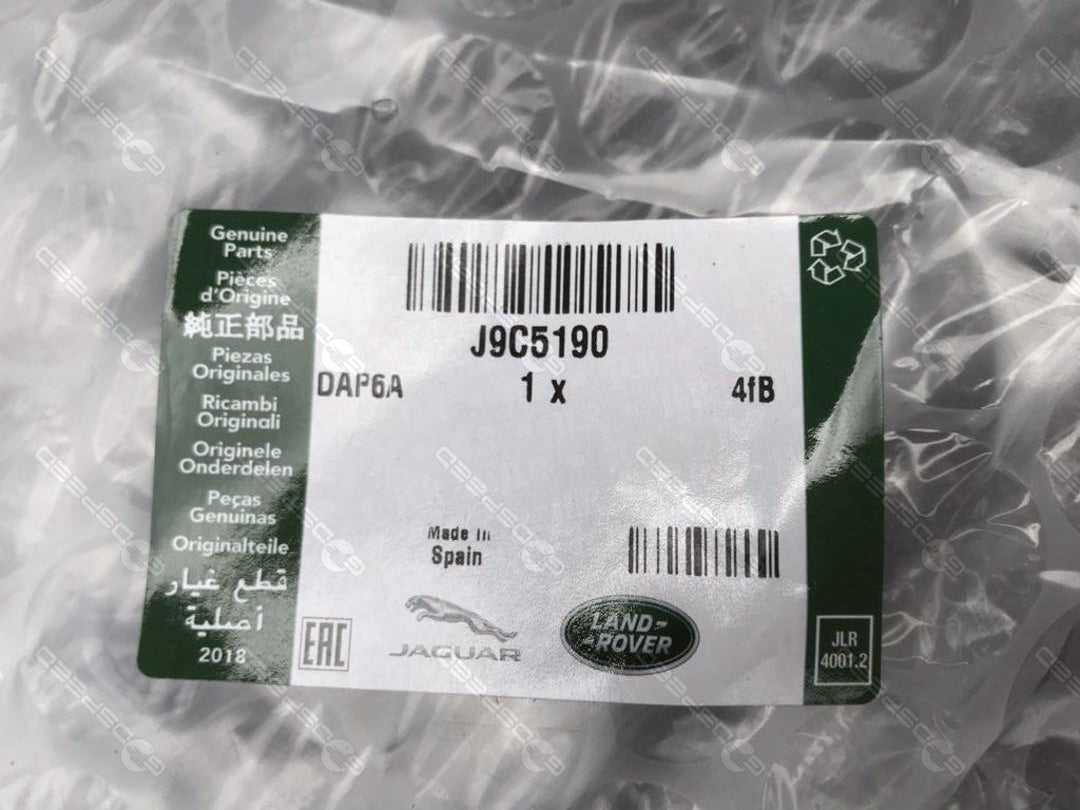 Genuine
Parts
Pièces
d'Origine
純正部品
Piezas
Originales
Ricambi
Originali
Originele
Onderdelen
Peças
Genuinas
Originalteile
قطع غيار
أصلية
2018
J9C5190
DAP6A 1 x 4fB
Made in
Spain
EAC
JAGUAR
LAND-
-ROVER
JLR
4001.2